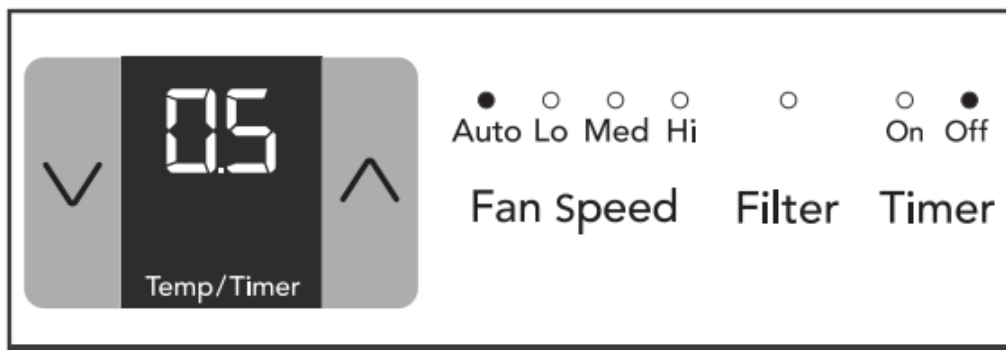 0.5
Temp/Timer
Auto Lo Med Hi
Fan Speed
Filter
On Off
Timer